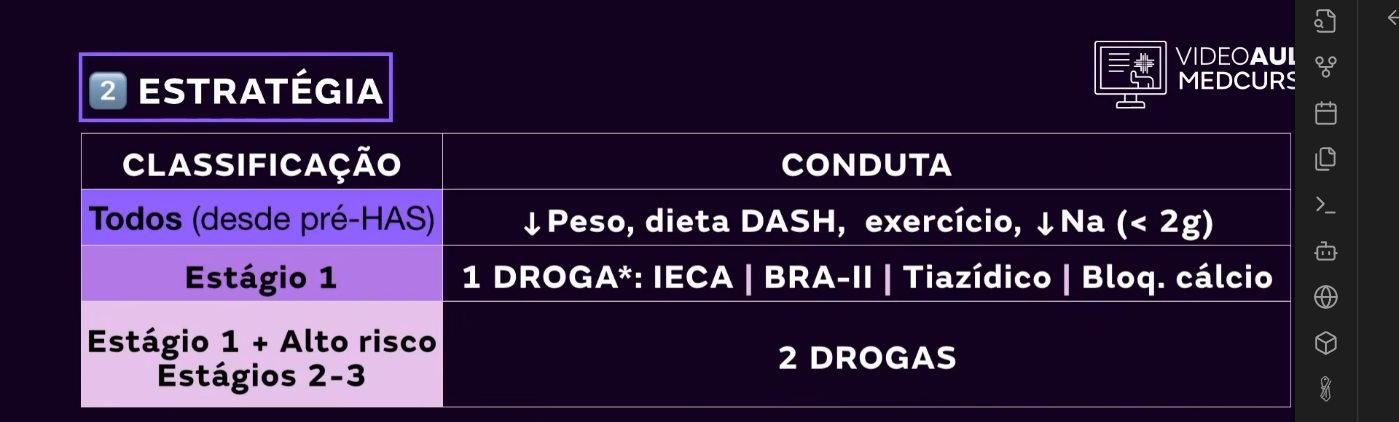 2 ESTRATÉGIA
VIDEOAUL
MEDCURS
CLASSIFICAÇÃO
CONDUTA
Todos (desde pré-HAS)
↓Peso, dieta DASH, exercício, ↓Na (< 2g)
Estágio 1
1 DROGA*: IECA | BRA-II | Tiazídico | Bloq. cálcio
Estágio 1 + Alto risco
Estágios 2-3
2 DROGAS